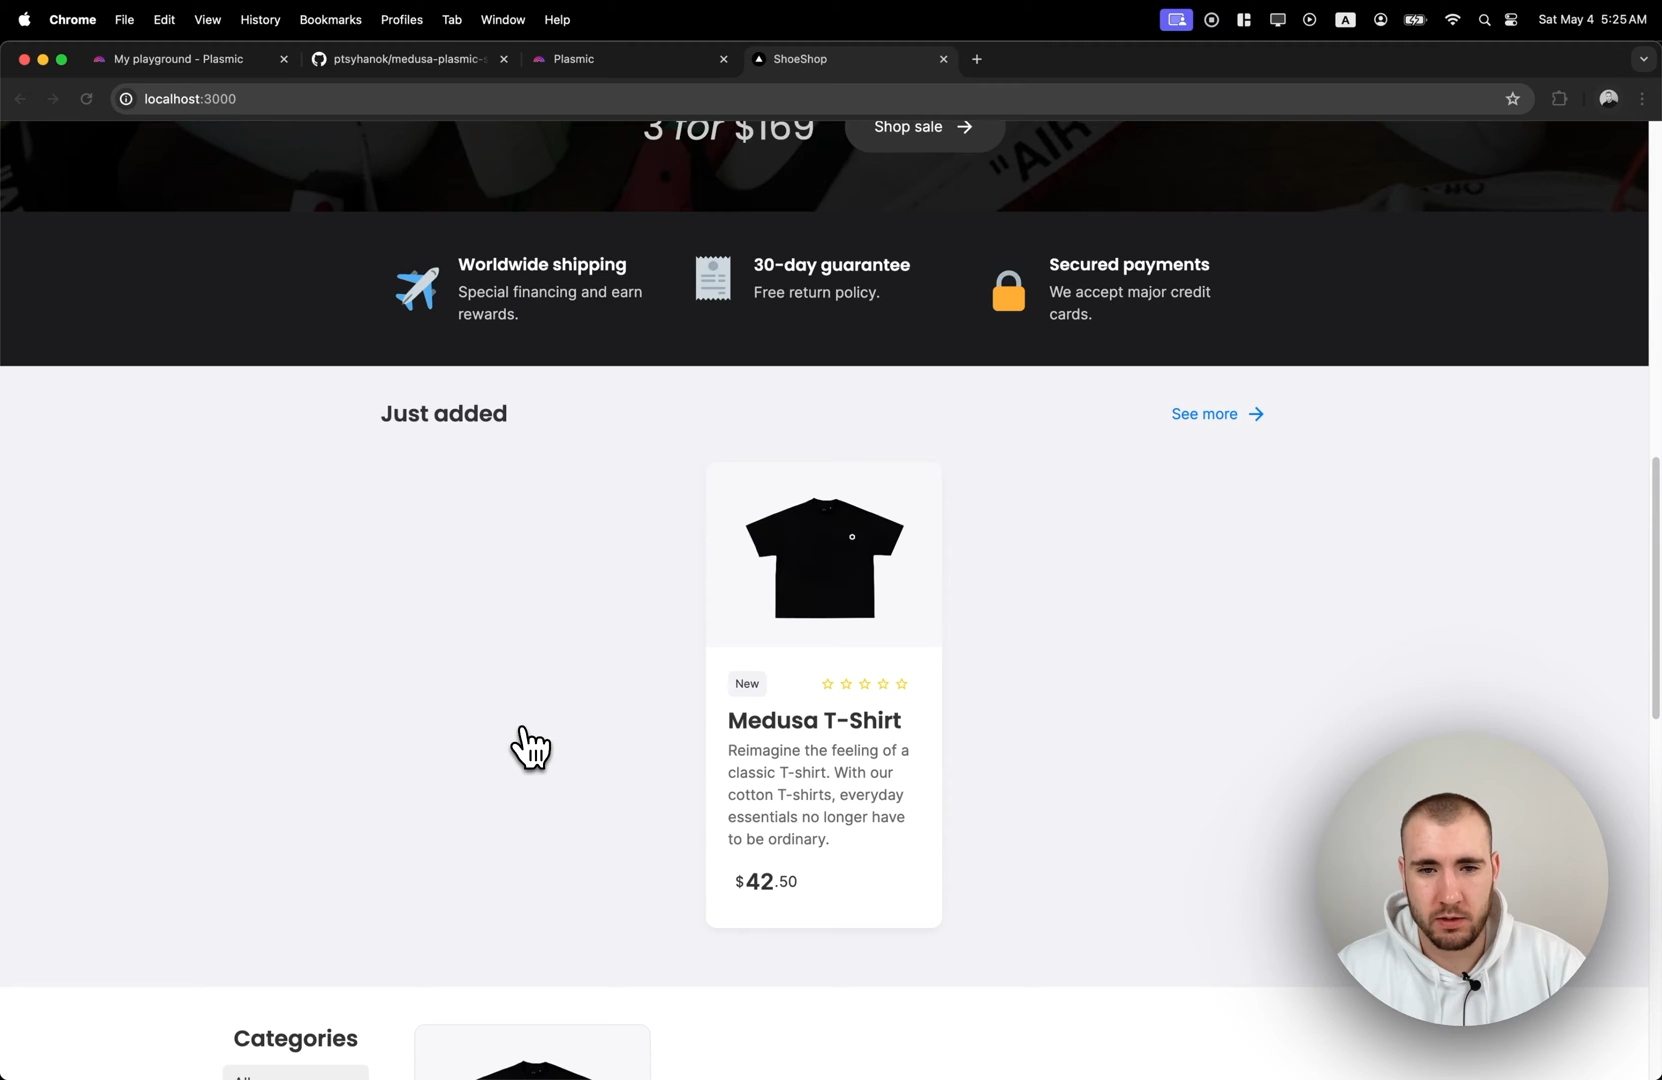 Chrome File Edit View History Bookmarks Profiles Tab Window Help A Sat May 4 5:25 AM
My playground - Plasmic ptsyhanok/medusa-plasmic- Plasmic ShoeShop
localhost:3000
3 for $169 Shop sale
"AIR
Worldwide shipping
Special financing and earn
rewards.
30-day guarantee
Free return policy.
Secured payments
We accept major credit
cards.
Just added See more
New
Medusa T-Shirt
Reimagine the feeling of a
classic T-shirt. With our
cotton T-shirts, everyday
essentials no longer have
to be ordinary.
$42.50
Categories